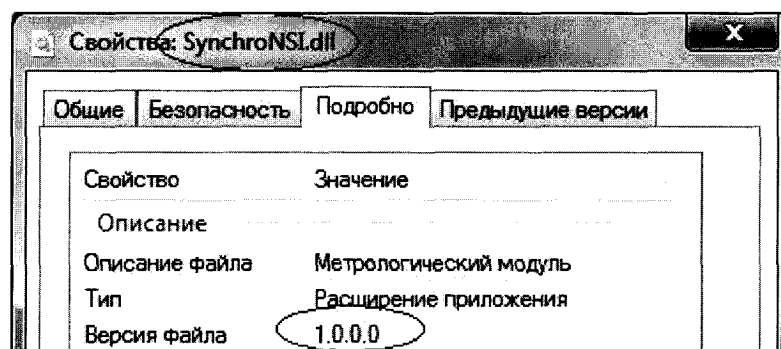 Свойства: SynchroNSI.dll
Общие Безопасность Подробно Предыдущие версии
Свойство Значение
Описание
Описание файла Метрологический модуль
Тип Расширение приложения
Версия файла 1.0.0.0